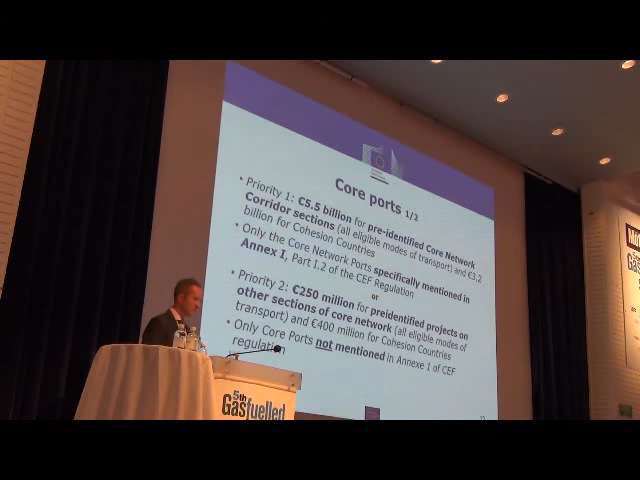 Core ports 1/2
• Priority 1: €5.5 billion for pre-identified Core Network
Corridor sections (all eligible modes of transport) and €3,2
billion for Cohesion Countries
• Only the Core Network Ports specifically mentioned in
Annex I, Part 1.2 of the CEF Regulation
or
• Priority 2: €250 million for preidentified projects on
other sections of core network (all eligible modes of
transport) and €400 million for Cohesion Countries
• Only Core Ports not mentioned in Annexe 1 of CEF
regulation
5th
Gasfuelled
5th
Gas